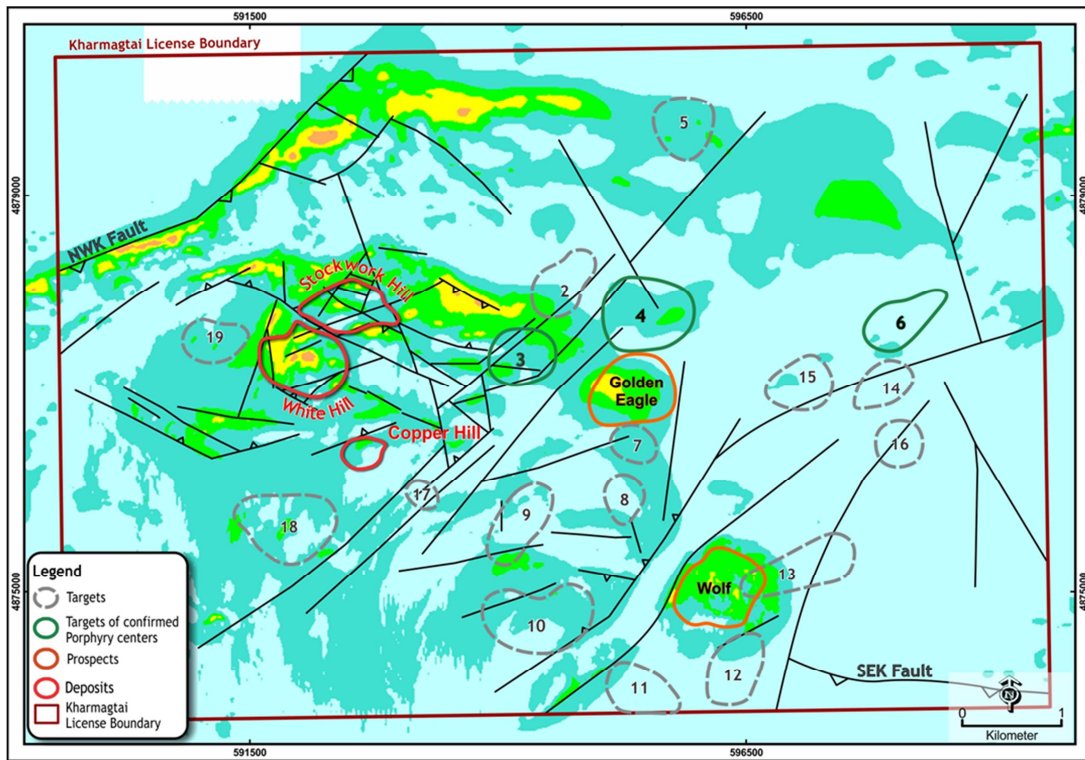 591500
596500
Kharmagtai License Boundary
5
4879000
4879000
NWK Fault
Stockwork Hill
2
4
6
19
3
White Hill
Golden
Eagle
15
14
Copper Hill
7
16
17
8
9
18
Wolf
13
4875000
4875000
10
12
11
SEK Fault
Legend
Targets
Targets of confirmed
Porphyry centers
Prospects
Deposits
Kharmagtai
License Boundary
N
0
1
Kilometer
591500
596500